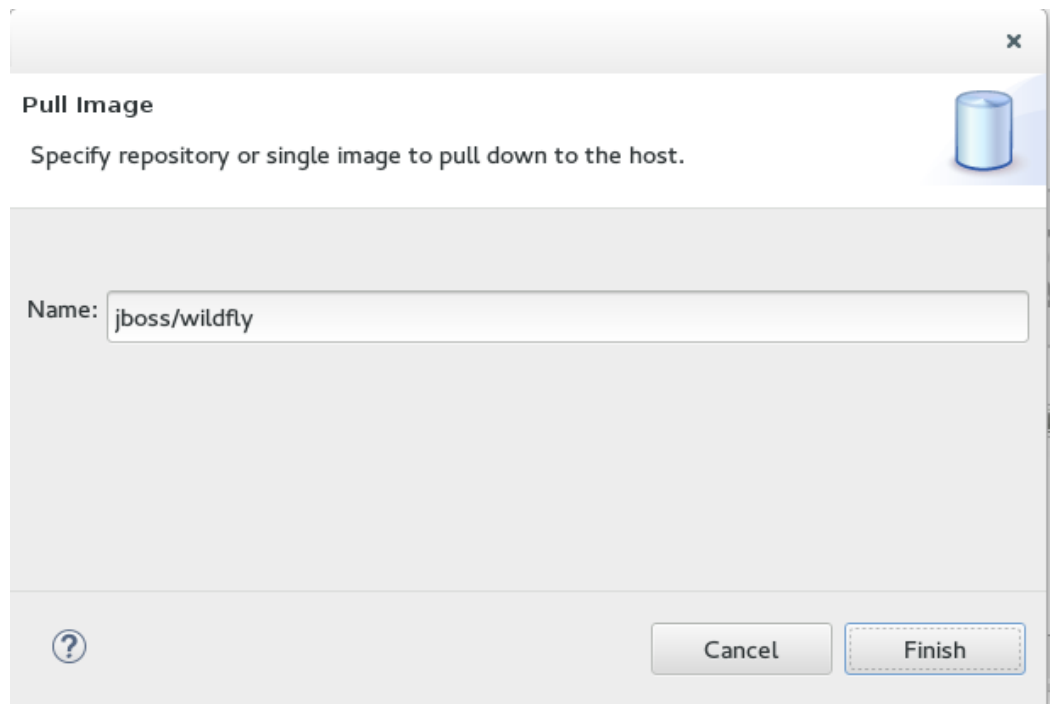 Pull Image
Specify repository or single image to pull down to the host.
Name: jboss/wildfly
Cancel Finish